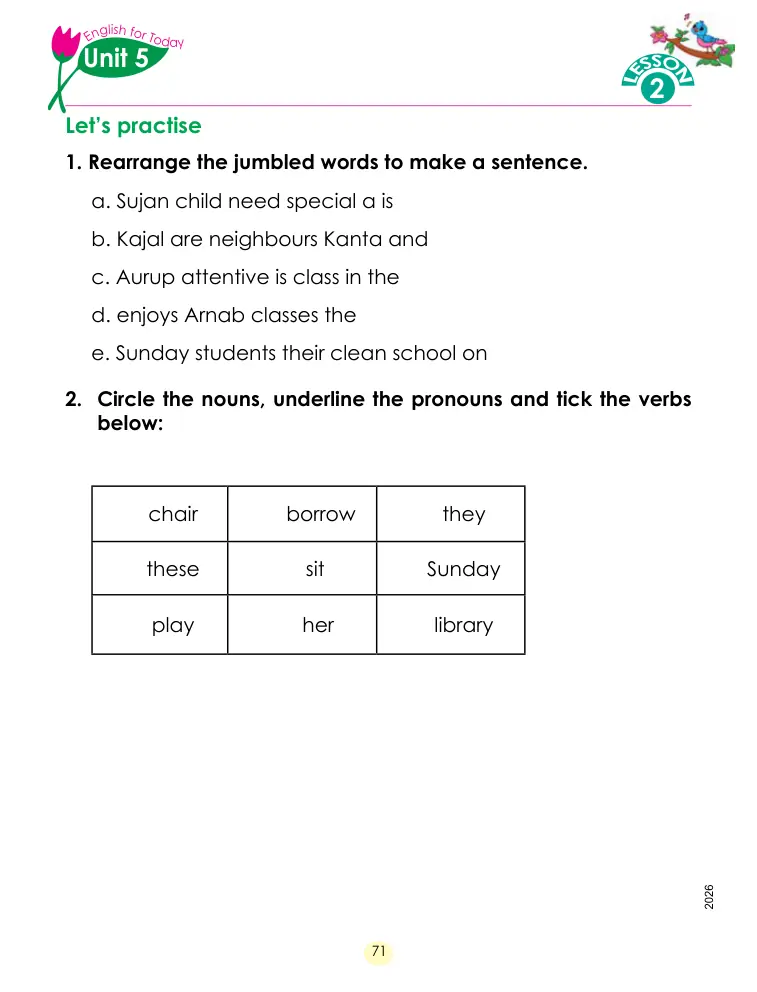 English for Today
Unit 5
LESSON
2
Let's practise
1. Rearrange the jumbled words to make a sentence.
a. Sujan child need special a is
b. Kajal are neighbours Kanta and
c. Aurup attentive is class in the
d. enjoys Arnab classes the
e. Sunday students their clean school on
2. Circle the nouns, underline the pronouns and tick the verbs
below:
chair borrow they
these sit Sunday
play her library
2026
71